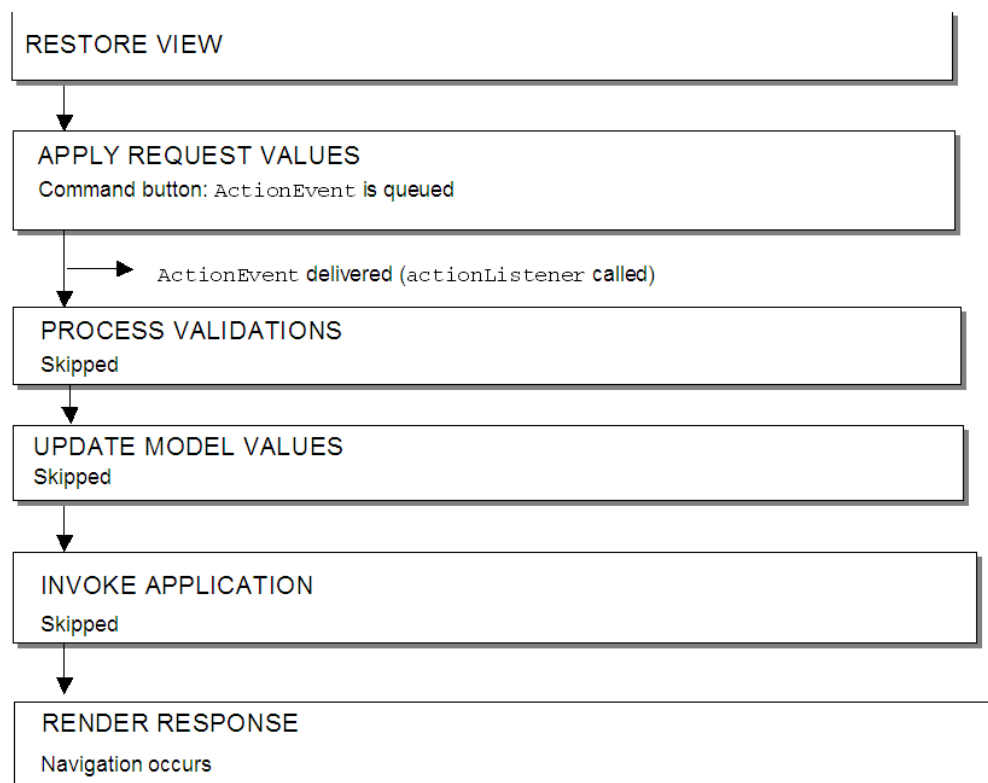 RESTORE VIEW
APPLY REQUEST VALUES
Command button: ActionEvent is queued
ActionEvent delivered (actionListener called)
PROCESS VALIDATIONS
Skipped
UPDATE MODEL VALUES
Skipped
INVOKE APPLICATION
Skipped
RENDER RESPONSE
Navigation occurs